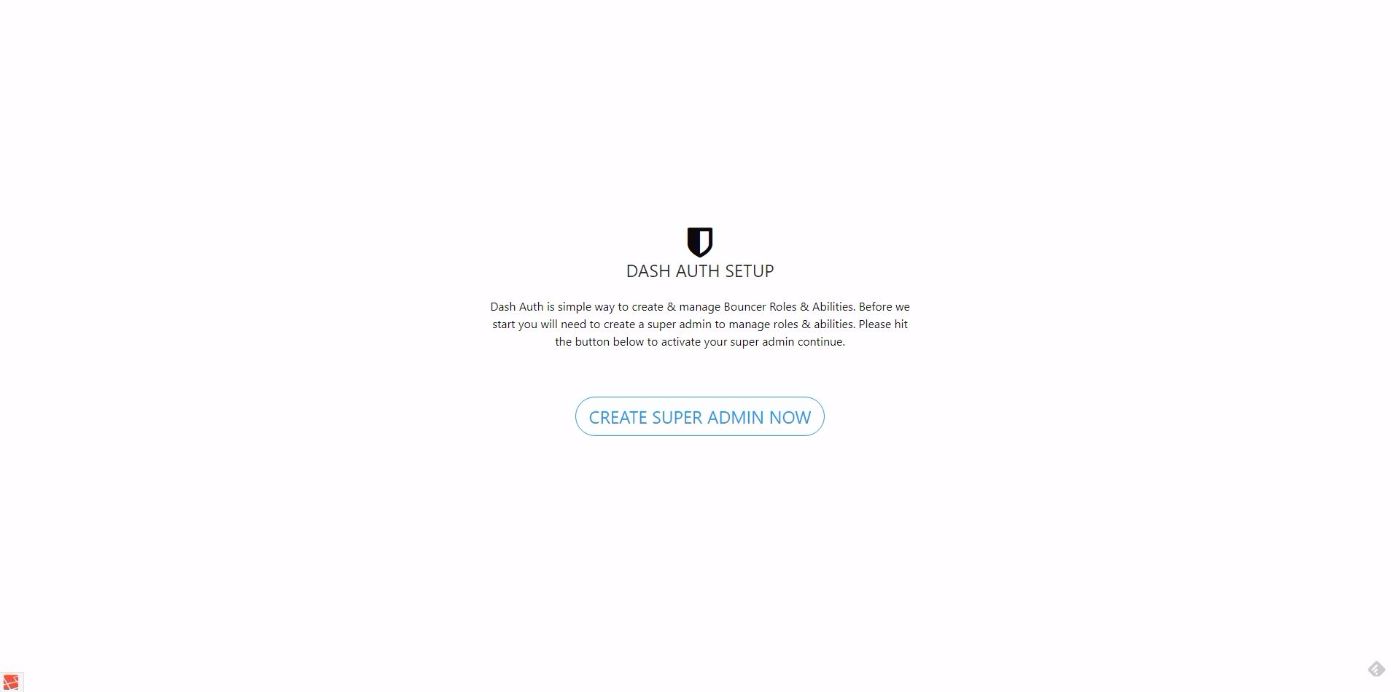 DASH AUTH SETUP
Dash Auth is simple way to create & manage Bouncer Roles & Abilities. Before we
start you will need to create a super admin to manage roles & abilities. Please hit
the button below to activate your super admin continue.
CREATE SUPER ADMIN NOW